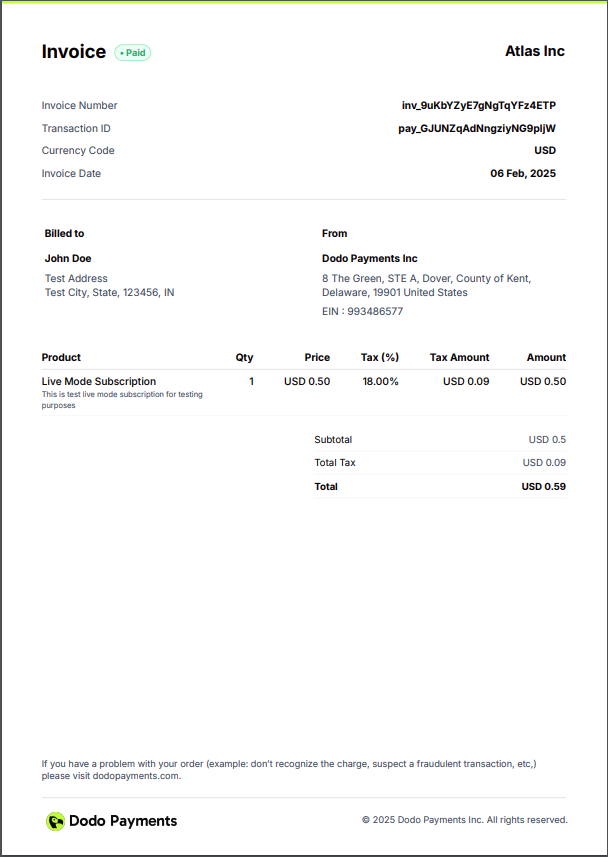 Invoice • Paid Atlas Inc
Invoice Number inv_9uKbYZyE7gNgTqYFz4ETP
Transaction ID pay_GJUNZqAdNngziyNG9pljW
Currency Code USD
Invoice Date 06 Feb, 2025
Billed to
John Doe
Test Address
Test City, State, 123456, IN
From
Dodo Payments Inc
8 The Green, STE A, Dover, County of Kent,
Delaware, 19901 United States
EIN : 993486577
Product Qty Price Tax (%) Tax Amount Amount
Live Mode Subscription 1 USD 0.50 18.00% USD 0.09 USD 0.50
This is test live mode subscription for testing
purposes
Subtotal USD 0.5
Total Tax USD 0.09
Total USD 0.59
If you have a problem with your order (example: don't recognize the charge, suspect a fraudulent transaction, etc,)
please visit dodopayments.com.
Dodo Payments © 2025 Dodo Payments Inc. All rights reserved.